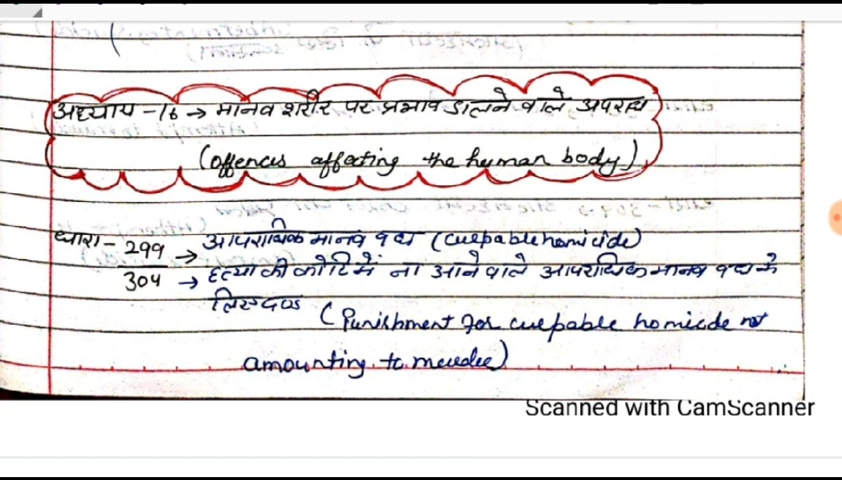 अध्याय -16 → मानव शरीर पर प्रभाव डालने वाले अपराध
(offences affecting the human body)
धारा - 299 → आपराधिक मानव वध (culpable homicide)
304 → हत्या की कोटि में ना आने वाले आपराधिक मानव वध के
लिए दण्ड (Punishment for culpable homicide not
amounting to murder)
Scanned with CamScanner